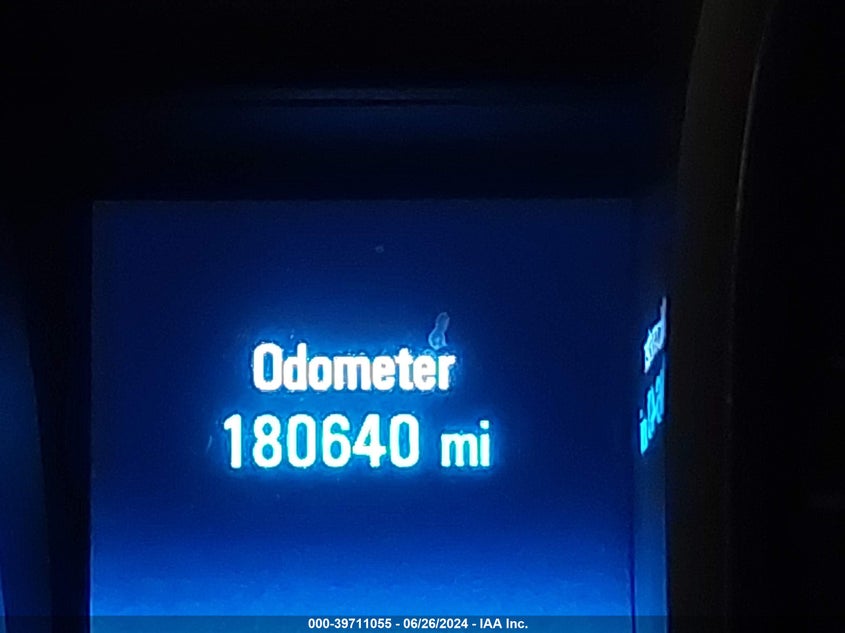 Odometer
180640 mi
000-39711055 - 06/26/2024 - IAA Inc.